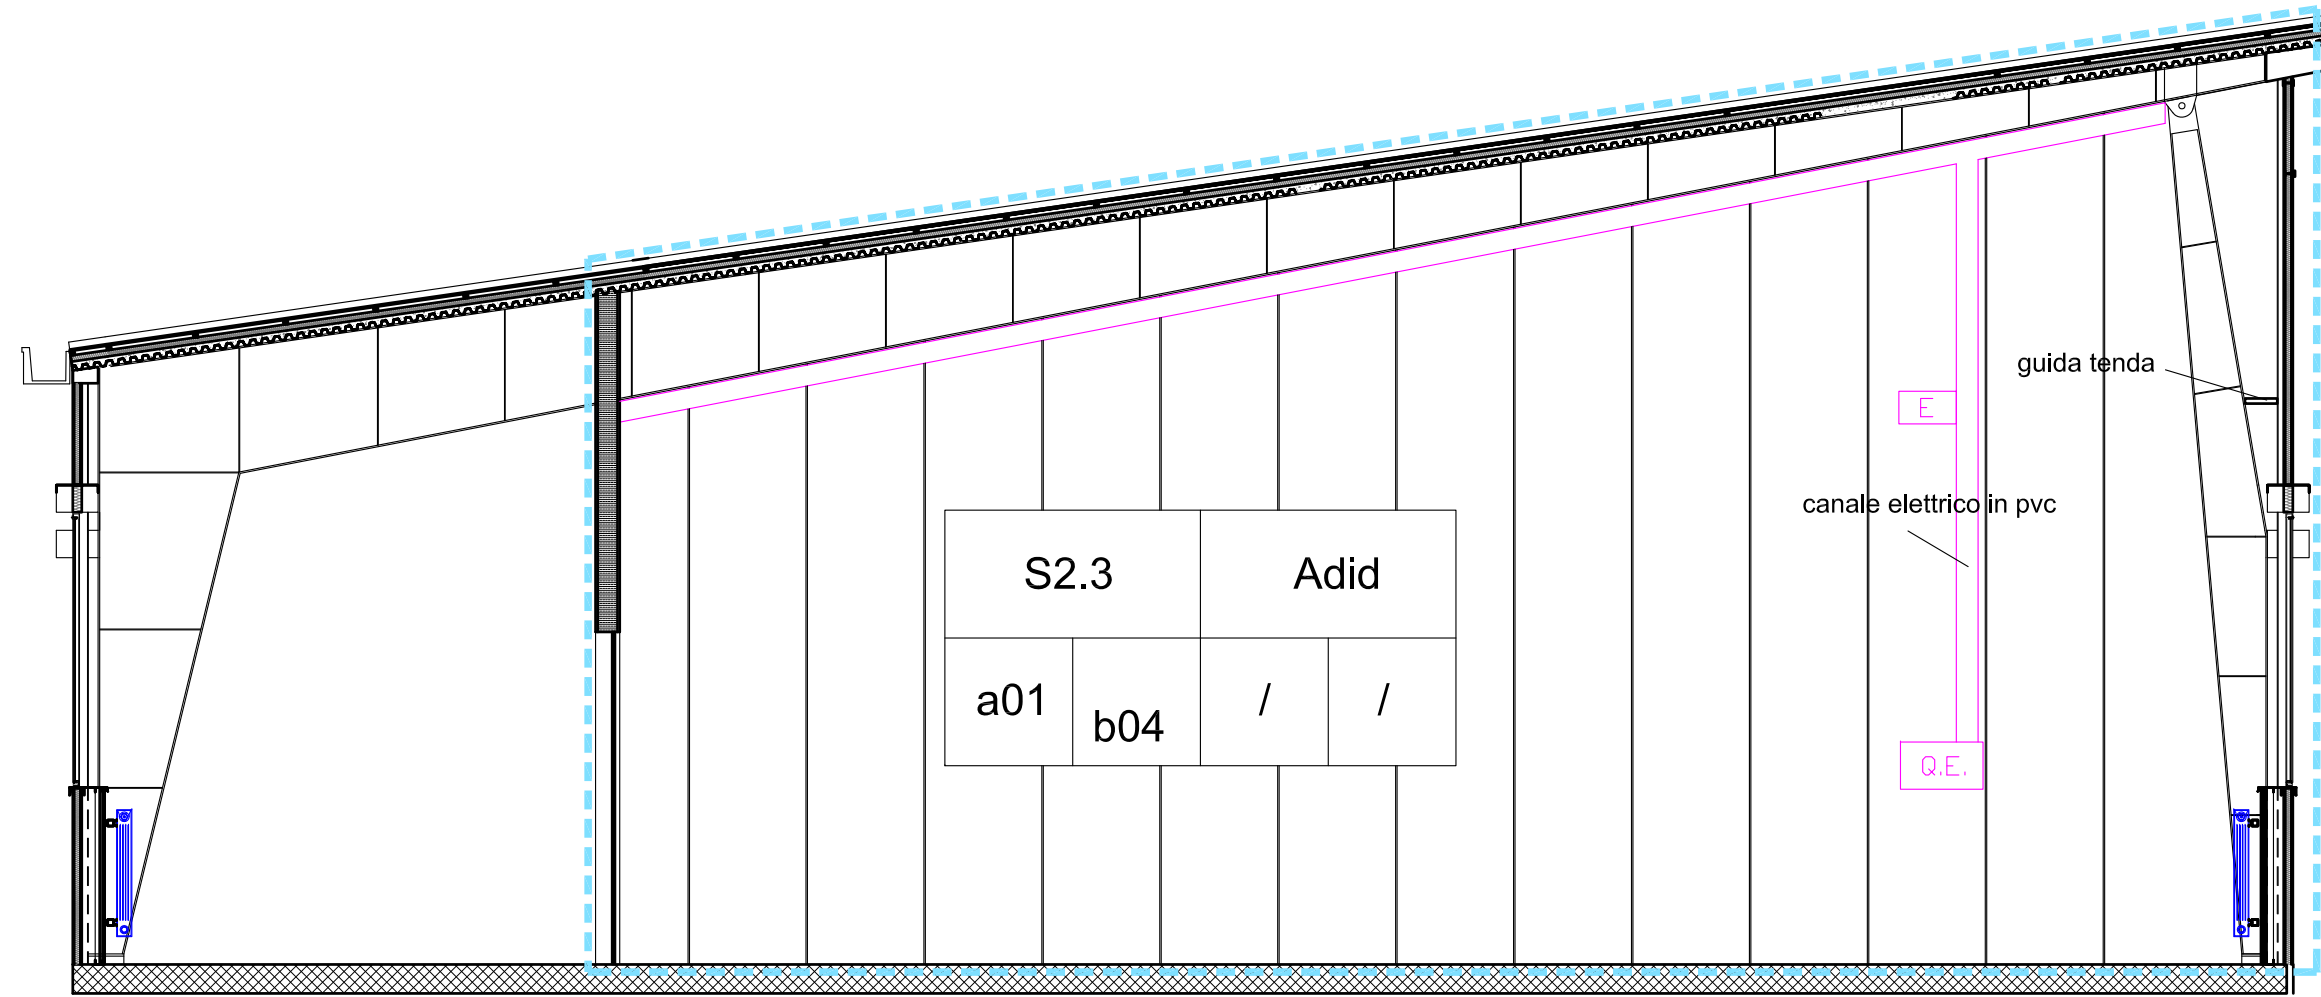 guida tenda
E
canale elettrico in pvc
S2.3 Adid
a01 b04 / /
Q.E.